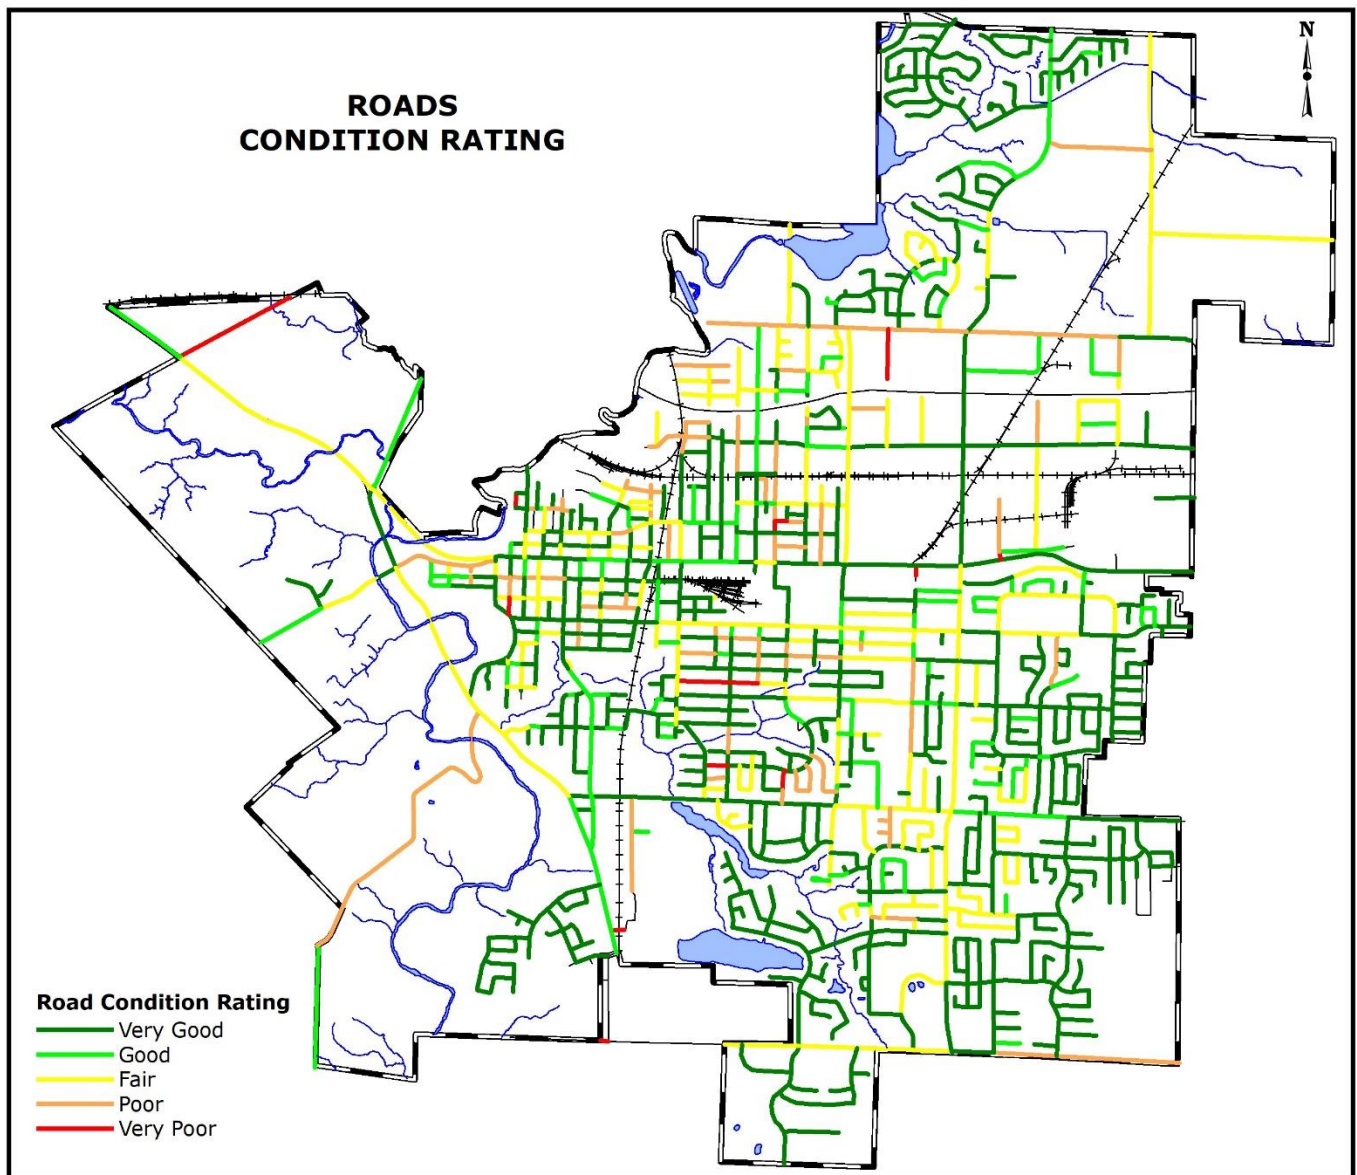 ROADS
CONDITION RATING
N
Road Condition Rating
Very Good
Good
Fair
Poor
Very Poor